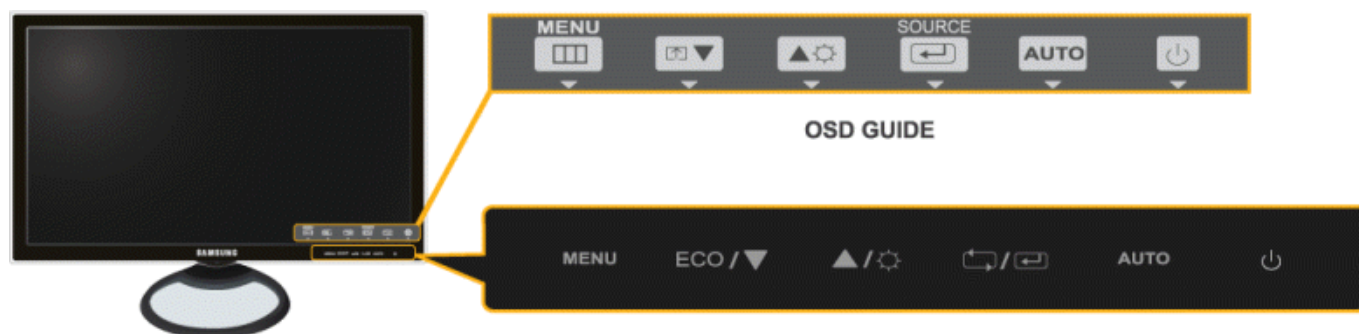 MENU
SOURCE
AUTO
OSD GUIDE
MENU ECO/▼ ▲/ / AUTO
SAMSUNG